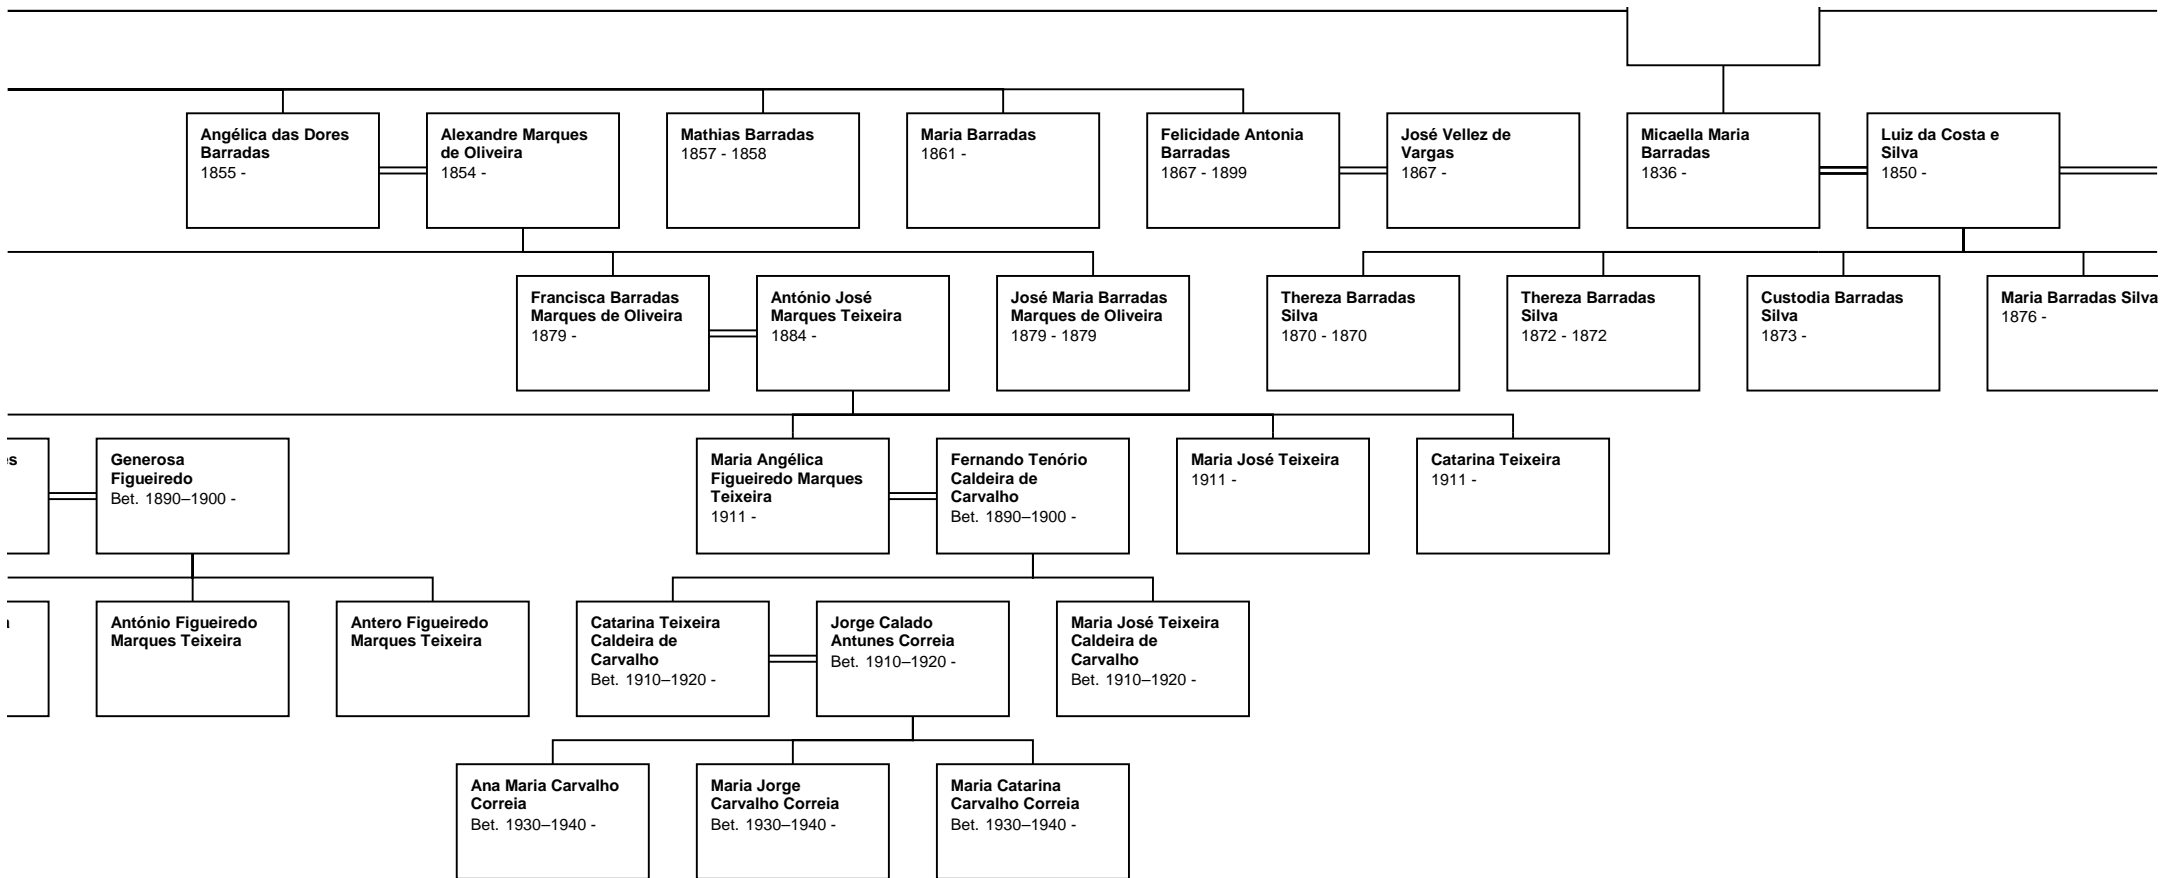 Angélica das Dores
Barradas
1855 -
Alexandre Marques
de Oliveira
1854 -
Mathias Barradas
1857 - 1858
Maria Barradas
1861 -
Felicidade Antonia
Barradas
1867 - 1899
José Vellez de
Vargas
1867 -
Micaella Maria
Barradas
1836 -
Luiz da Costa e
Silva
1850 -
Francisca Barradas
Marques de Oliveira
1879 -
António José
Marques Teixeira
1884 -
José Maria Barradas
Marques de Oliveira
1879 - 1879
Thereza Barradas
Silva
1870 - 1870
Thereza Barradas
Silva
1872 - 1872
Custodia Barradas
Silva
1873 -
Maria Barradas Silva
1876 -
Generosa
Figueiredo
Bet. 1890–1900 -
Maria Angélica
Figueiredo Marques
Teixeira
1911 -
Fernando Tenório
Caldeira de
Carvalho
Bet. 1890–1900 -
Maria José Teixeira
1911 -
Catarina Teixeira
1911 -
António Figueiredo
Marques Teixeira
Antero Figueiredo
Marques Teixeira
Catarina Teixeira
Caldeira de
Carvalho
Bet. 1910–1920 -
Jorge Calado
Antunes Correia
Bet. 1910–1920 -
Maria José Teixeira
Caldeira de
Carvalho
Bet. 1910–1920 -
Ana Maria Carvalho
Correia
Bet. 1930–1940 -
Maria Jorge
Carvalho Correia
Bet. 1930–1940 -
Maria Catarina
Carvalho Correia
Bet. 1930–1940 -